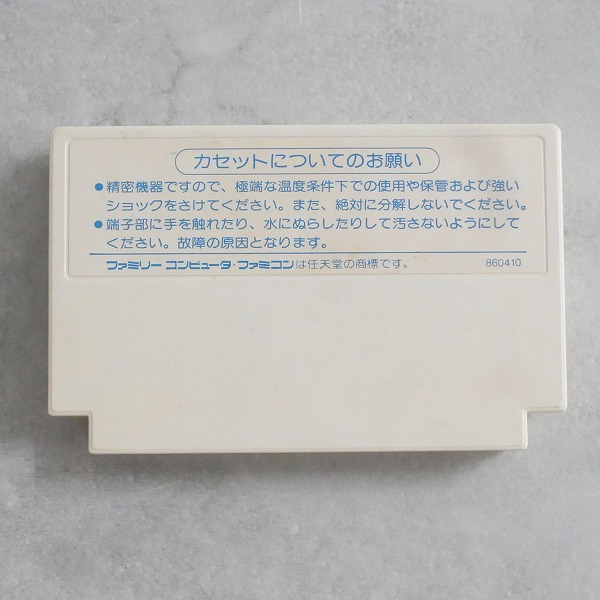 カセットについてのお願い
●精密機器ですので、極端な温度条件下での使用や保管および強い
ショックをさけてください。また、絶対に分解しないでください。
●端子部に手を触れたり、水にぬらしたりして汚さないようにして
ください。故障の原因となります。
ファミリーコンピュータ・ファミコンは任天堂の商標です。 860410